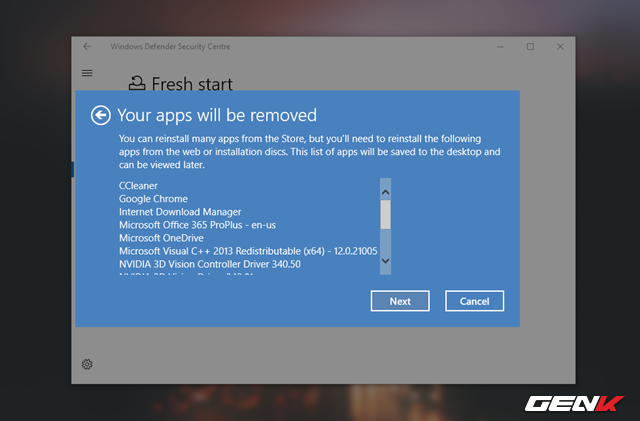 Windows Defender Security Centre
Fresh start
Your apps will be removed
You can reinstall many apps from the Store, but you'll need to reinstall the following
apps from the web or installation discs. This list of apps will be saved to the desktop and
can be viewed later.
CCleaner
Google Chrome
Internet Download Manager
Microsoft Office 365 ProPlus - en-us
Microsoft OneDrive
Microsoft Visual C++ 2013 Redistributable (x64) - 12.0.21005
NVIDIA 3D Vision Controller Driver 340.50
Next
Cancel
GENK